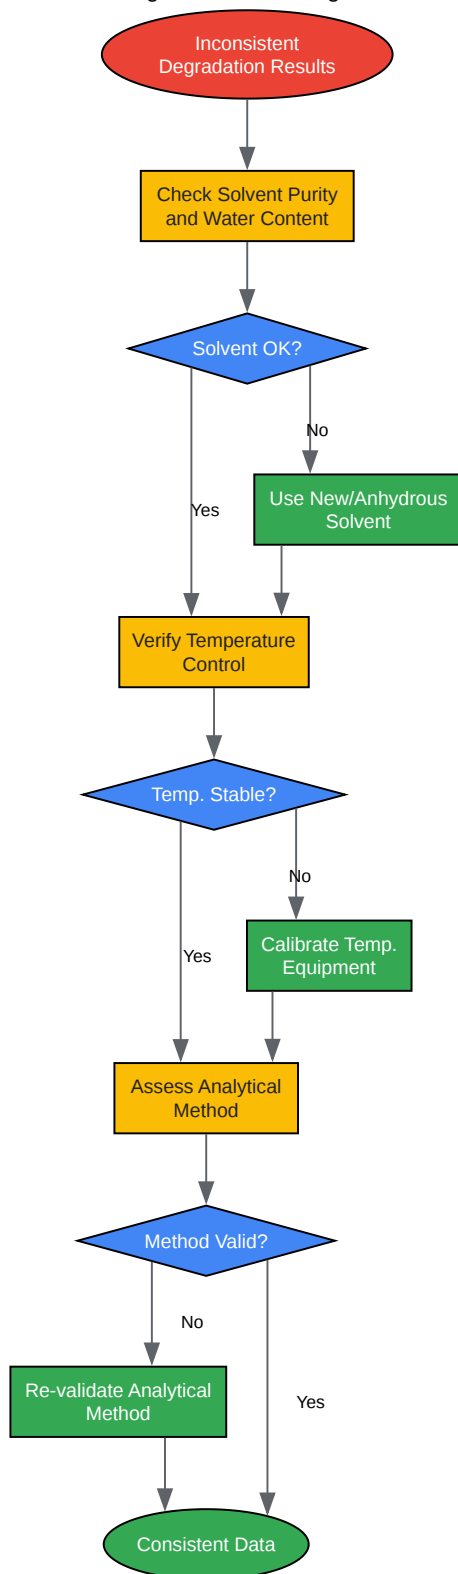 Inconsistent
Degradation Results
Check Solvent Purity
and Water Content
Solvent OK?
No
Use New/Anhydrous
Solvent
Yes
Verify Temperature
Control
Temp. Stable?
No
Calibrate Temp.
Equipment
Yes
Assess Analytical
Method
Method Valid?
No
Re-validate Analytical
Method
Yes
Consistent Data